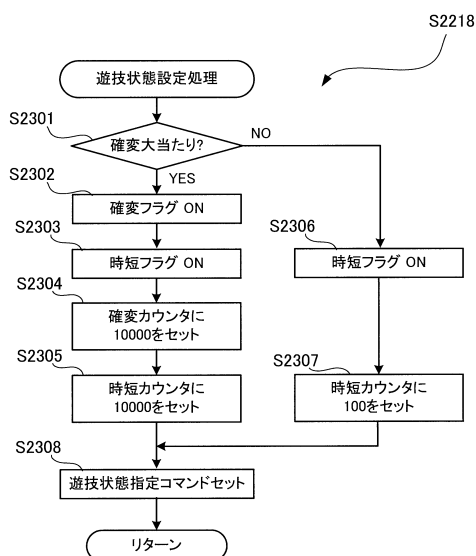 S2218
遊技状態設定処理
S2301
確変大当たり?
NO
YES
S2302
確変フラグ ON
S2303
時短フラグ ON
S2306
時短フラグ ON
S2304
確変カウンタに
10000をセット
S2305
時短カウンタに
10000をセット
S2307
時短カウンタに
100をセット
S2308
遊技状態指定コマンドセット
リターン